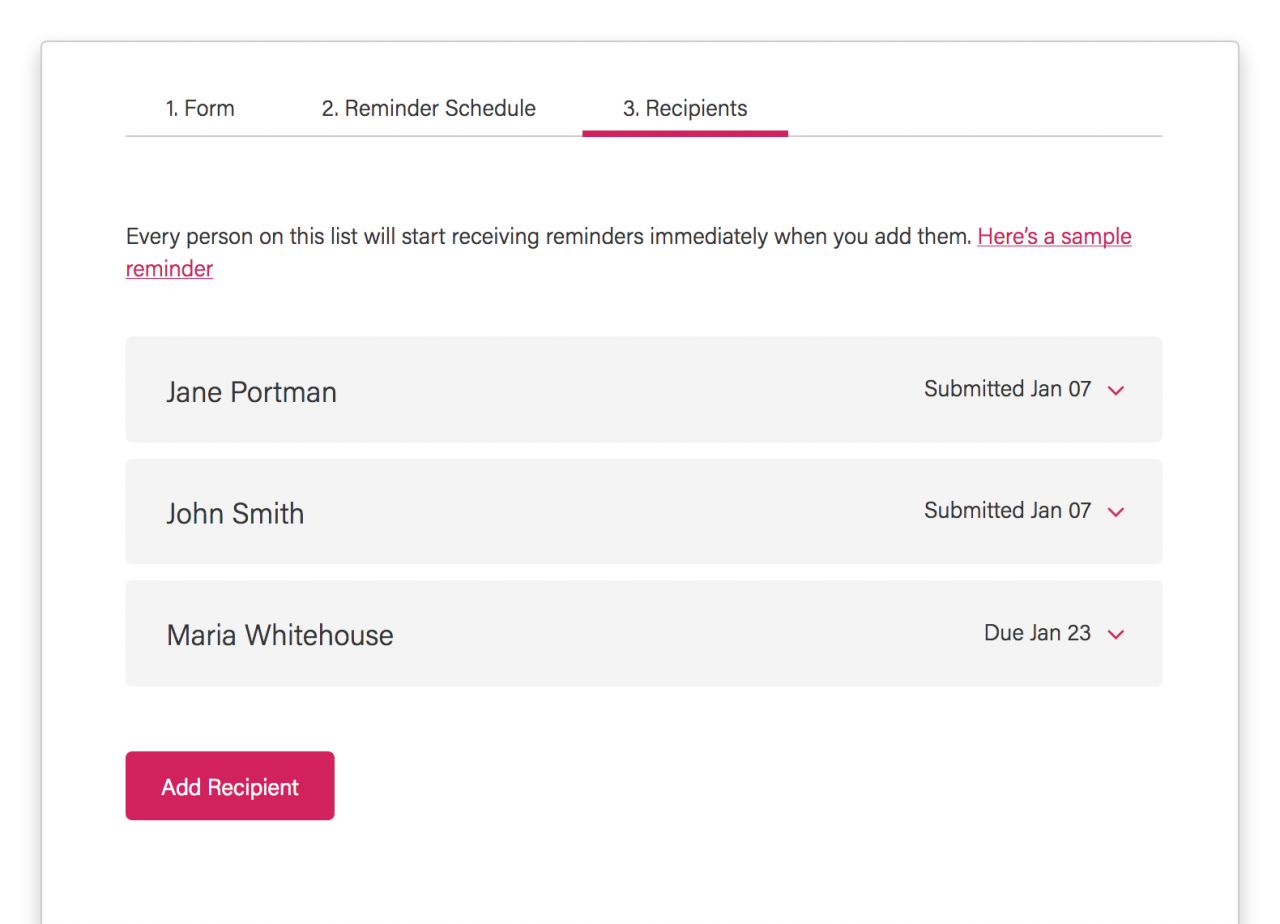 1. Form
2. Reminder Schedule
3. Recipients
Every person on this list will start receiving reminders immediately when you add them. Here’s a sample
reminder
Jane Portman
Submitted Jan 07
John Smith
Submitted Jan 07
Maria Whitehouse
Due Jan 23
Add Recipient